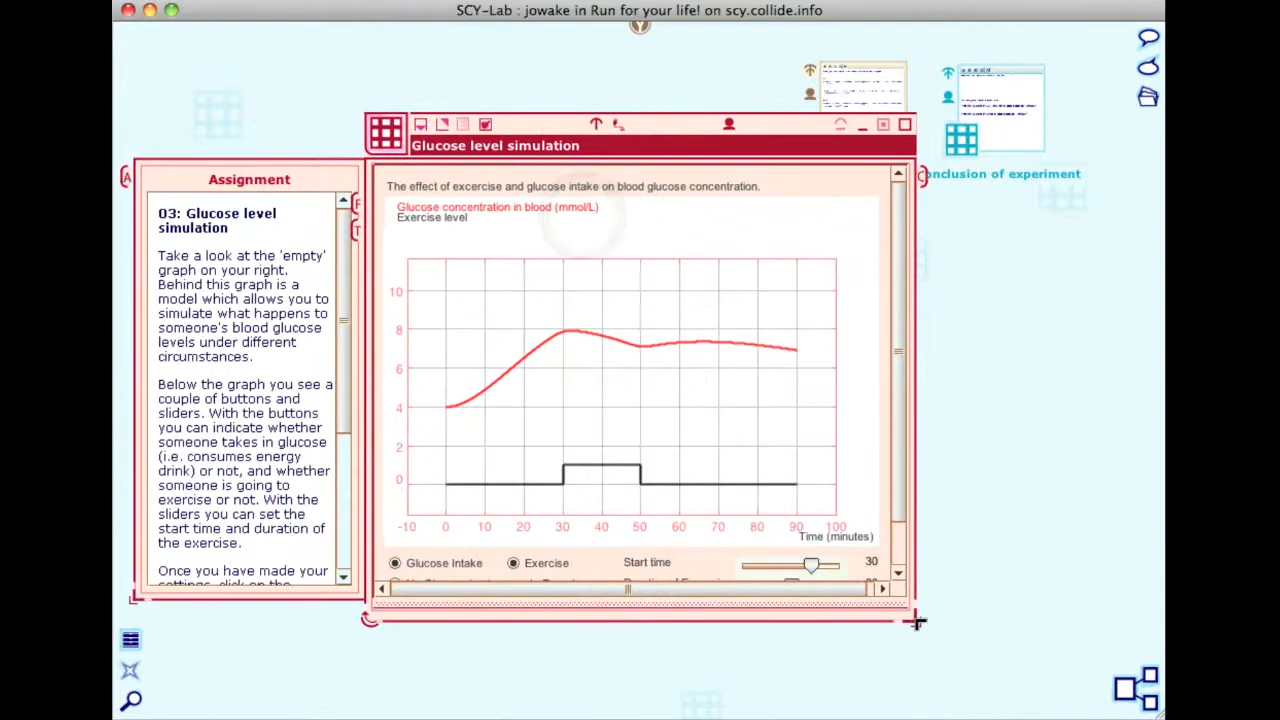 SCY-Lab : jowake in Run for your life! on scy.collide.info
Y
Glucose level simulation
onclusion of experiment
A
Assignment
F
T
C
03: Glucose level
simulation
Take a look at the 'empty'
graph on your right.
Behind this graph is a
model which allows you to
simulate what happens to
someone's blood glucose
levels under different
circumstances.
Below the graph you see a
couple of buttons and
sliders. With the buttons
you can indicate whether
someone takes in glucose
(i.e. consumes energy
drink) or not, and whether
someone is going to
exercise or not. With the
sliders you can set the
start time and duration of
the exercise.
Once you have made your
The effect of excercise and glucose intake on blood glucose concentration.
Glucose concentration in blood (mmol/L)
Exercise level
10
8
6
4
2
0
-10 0 10 20 30 40 50 60 70 80 90 100
Time (minutes)
Glucose Intake Exercise Start time 30